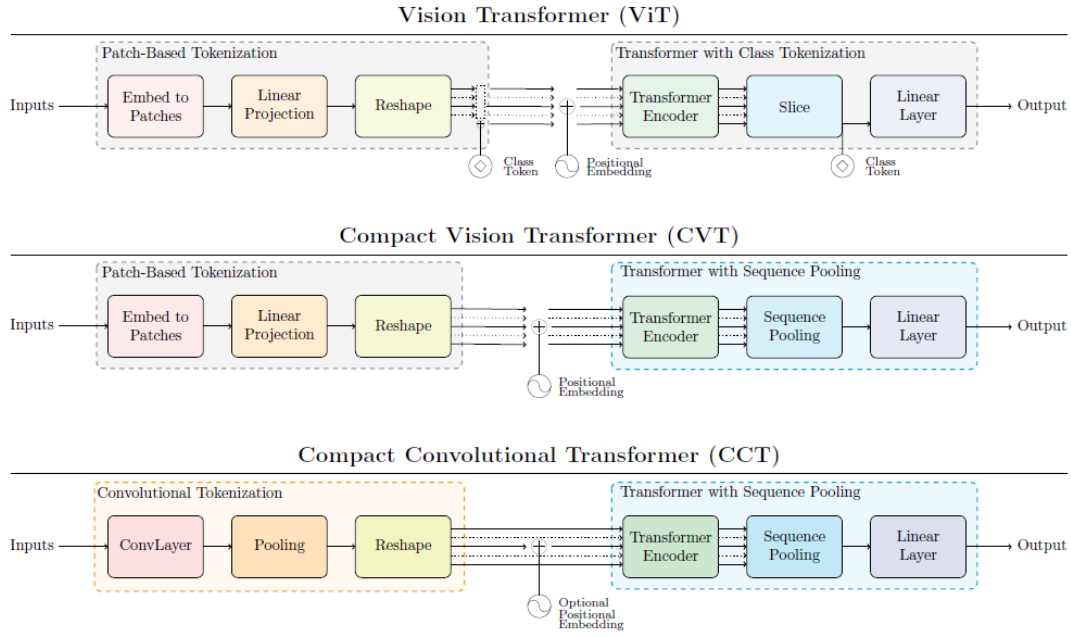 Vision Transformer (ViT)
Patch-Based Tokenization
Transformer with Class Tokenization
Inputs
Embed to
Patches
Linear
Projection
Reshape
Transformer
Encoder
Slice
Linear
Layer
Output
Class
Token
Positional
Embedding
Class
Token
Compact Vision Transformer (CVT)
Patch-Based Tokenization
Transformer with Sequence Pooling
Inputs
Embed to
Patches
Linear
Projection
Reshape
Transformer
Encoder
Sequence
Pooling
Linear
Layer
Output
Positional
Embedding
Compact Convolutional Transformer (CCT)
Convolutional Tokenization
Transformer with Sequence Pooling
Inputs
ConvLayer
Pooling
Reshape
Transformer
Encoder
Sequence
Pooling
Linear
Layer
Output
Optional
Positional
Embedding